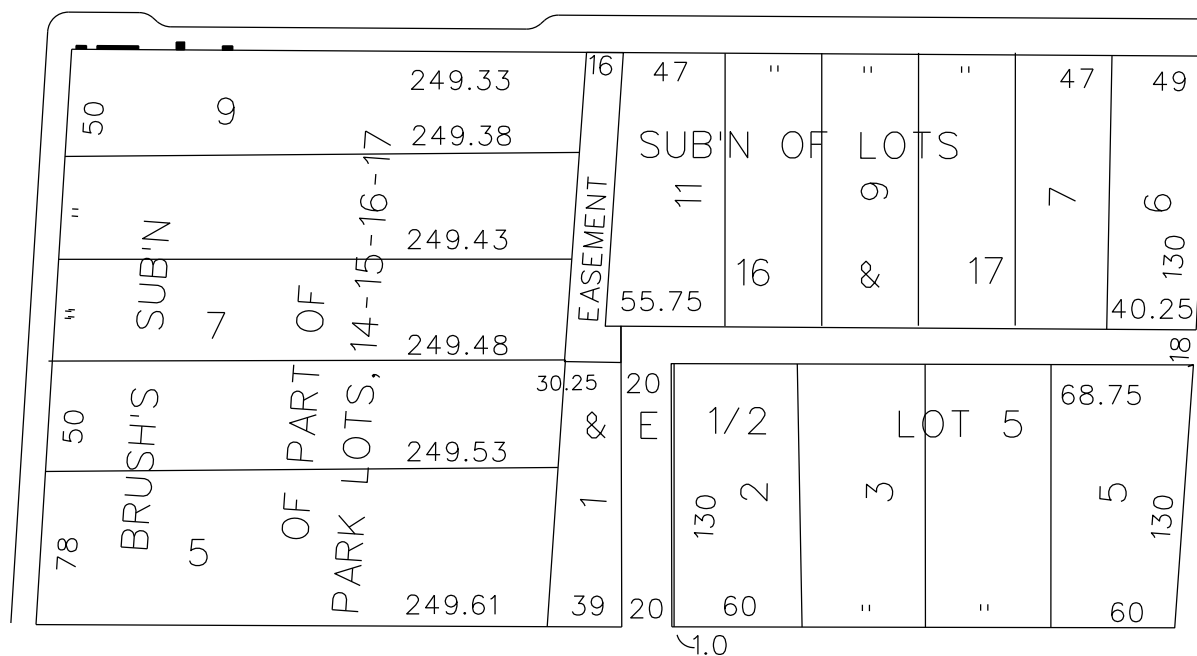 249.33
50
9
249.38
"
249.43
"
7
249.48
50
249.53
78
5
249.61
BRUSH'S SUB'N
OF PART OF
PARK LOTS, 14-15-16-17
16
EASEMENT
47 " " " 47 49
SUB'N OF LOTS
11 9 7 6
130
16 & 17
55.75
40.25
18
30.25 20
68.75
& E 1/2 LOT 5
1
130
2
3
5
130
39 20 60 " " 60
1.0